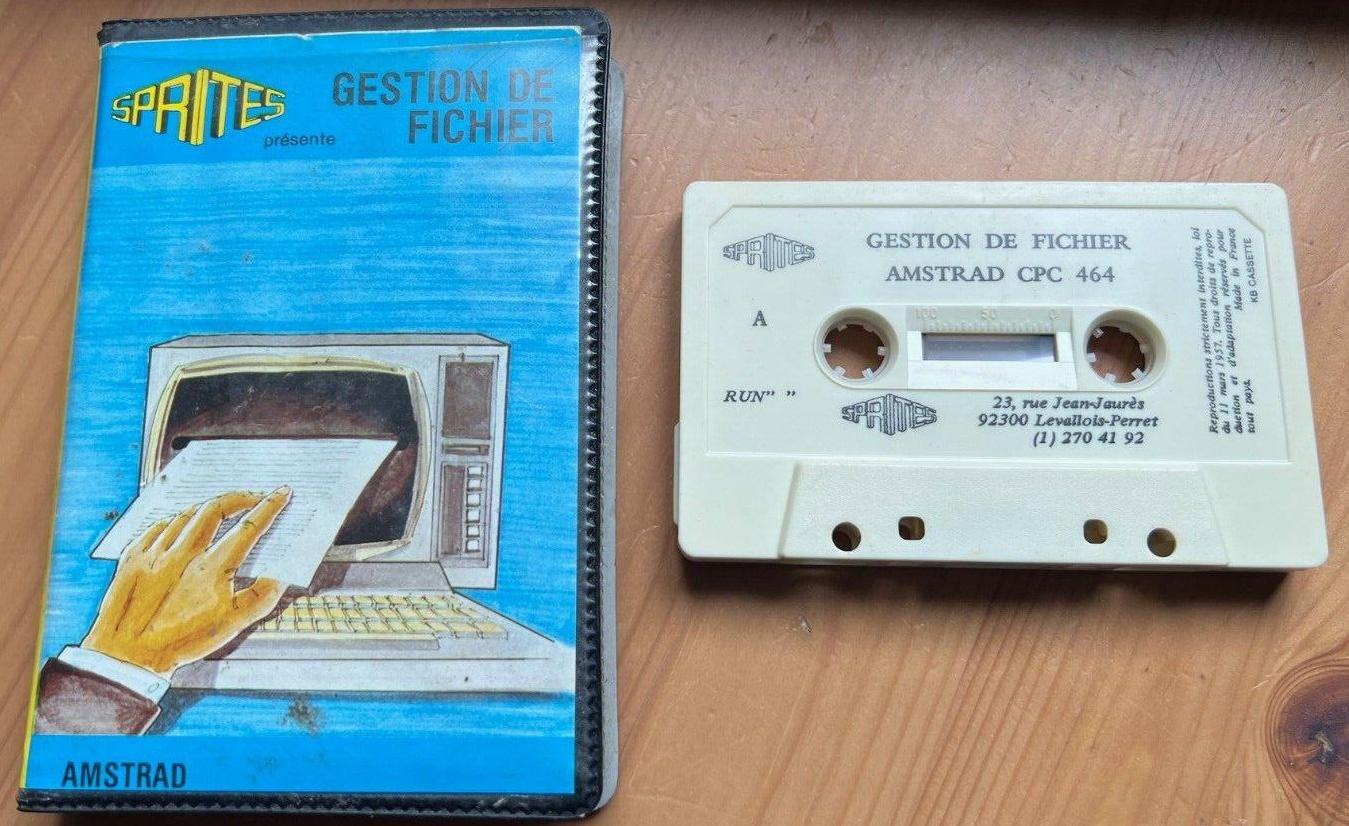 SPRITES
présente
GESTION DE
FICHIER
AMSTRAD
SPRITES
GESTION DE FICHIER
AMSTRAD CPC 464
A
100 50 0
RUN" "
SPRITES
23, rue Jean-Jaurès
92300 Levallois-Perret
(1) 270 41 92
Reproductions strictement interdites, loi
du 11 mars 1957. Tous droits de repro-
duction et d'adaptation réservés pour
tout pays. Made in France
KB CASSETTE